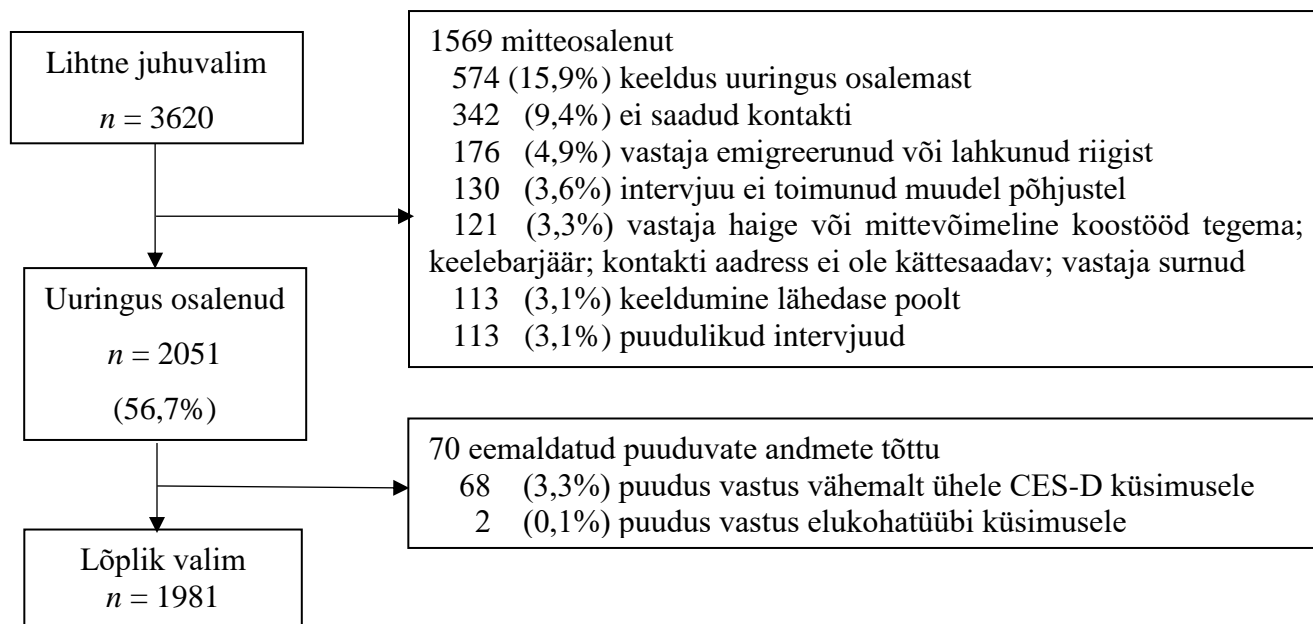 Lihtne juhuvalim
n = 3620
1569 mitteosalenut
574 (15,9%) keeldus uuringus osalemast
342 (9,4%) ei saadud kontakti
176 (4,9%) vastaja emigreerunud või lahkunud riigist
130 (3,6%) intervjuu ei toimunud muudel põhjustel
121 (3,3%) vastaja haige või mittevõimeline koostööd tegema;
keelebarjäär; kontakti aadress ei ole kättesaadav; vastaja surnud
113 (3,1%) keeldumine lähedase poolt
113 (3,1%) puudulikud intervjuud
Uuringus osalenud
n = 2051
(56,7%)
70 eemaldatud puuduvate andmete tõttu
68 (3,3%) puudus vastus vähemalt ühele CES-D küsimusele
2 (0,1%) puudus vastus elukohatüübi küsimusele
Lõplik valim
n = 1981